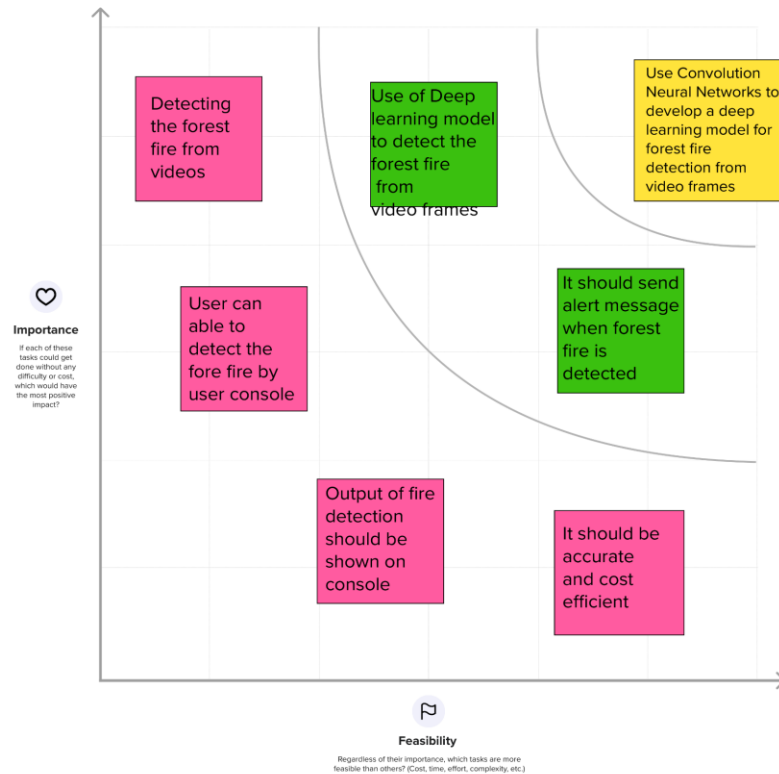 Detecting
the forest
fire from
videos
Use of Deep
learning model
to detect the
forest fire
from
video frames
Use Convolution
Neural Networks to
develop a deep
learning model for
forest fire
detection from
video frames
User can
able to
detect the
fore fire by
user console
It should send
alert message
when forest
fire is
detected
Importance
If each of these
tasks could get
done without any
difficulty or cost,
which would have
the most positive
impact?
Output of fire
detection
should be
shown on
console
It should be
accurate
and cost
efficient
Feasibility
Regardless of their importance, which tasks are more
feasible than others? (Cost, time, effort, complexity, etc.)